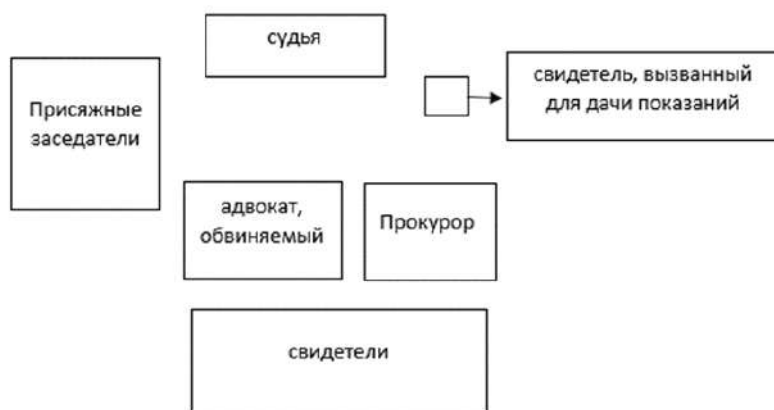 судья
свидетель, вызванный
для дачи показаний
Присяжные
заседатели
адвокат,
обвиняемый
Прокурор
свидетели